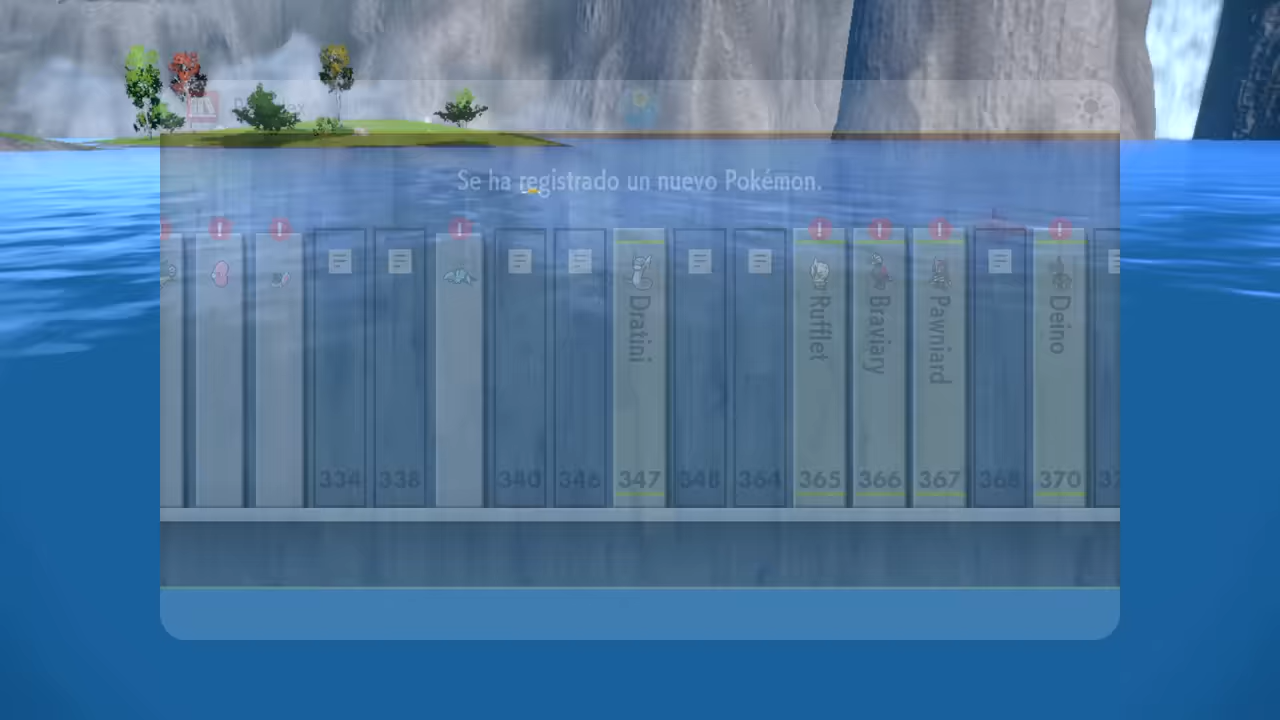 Se ha registrado un nuevo Pokémon.
Dratini
Rufflet
Braviary
Pawniard
Deino
334 338 340 346 347 348 364 365 366 367 368 370 37